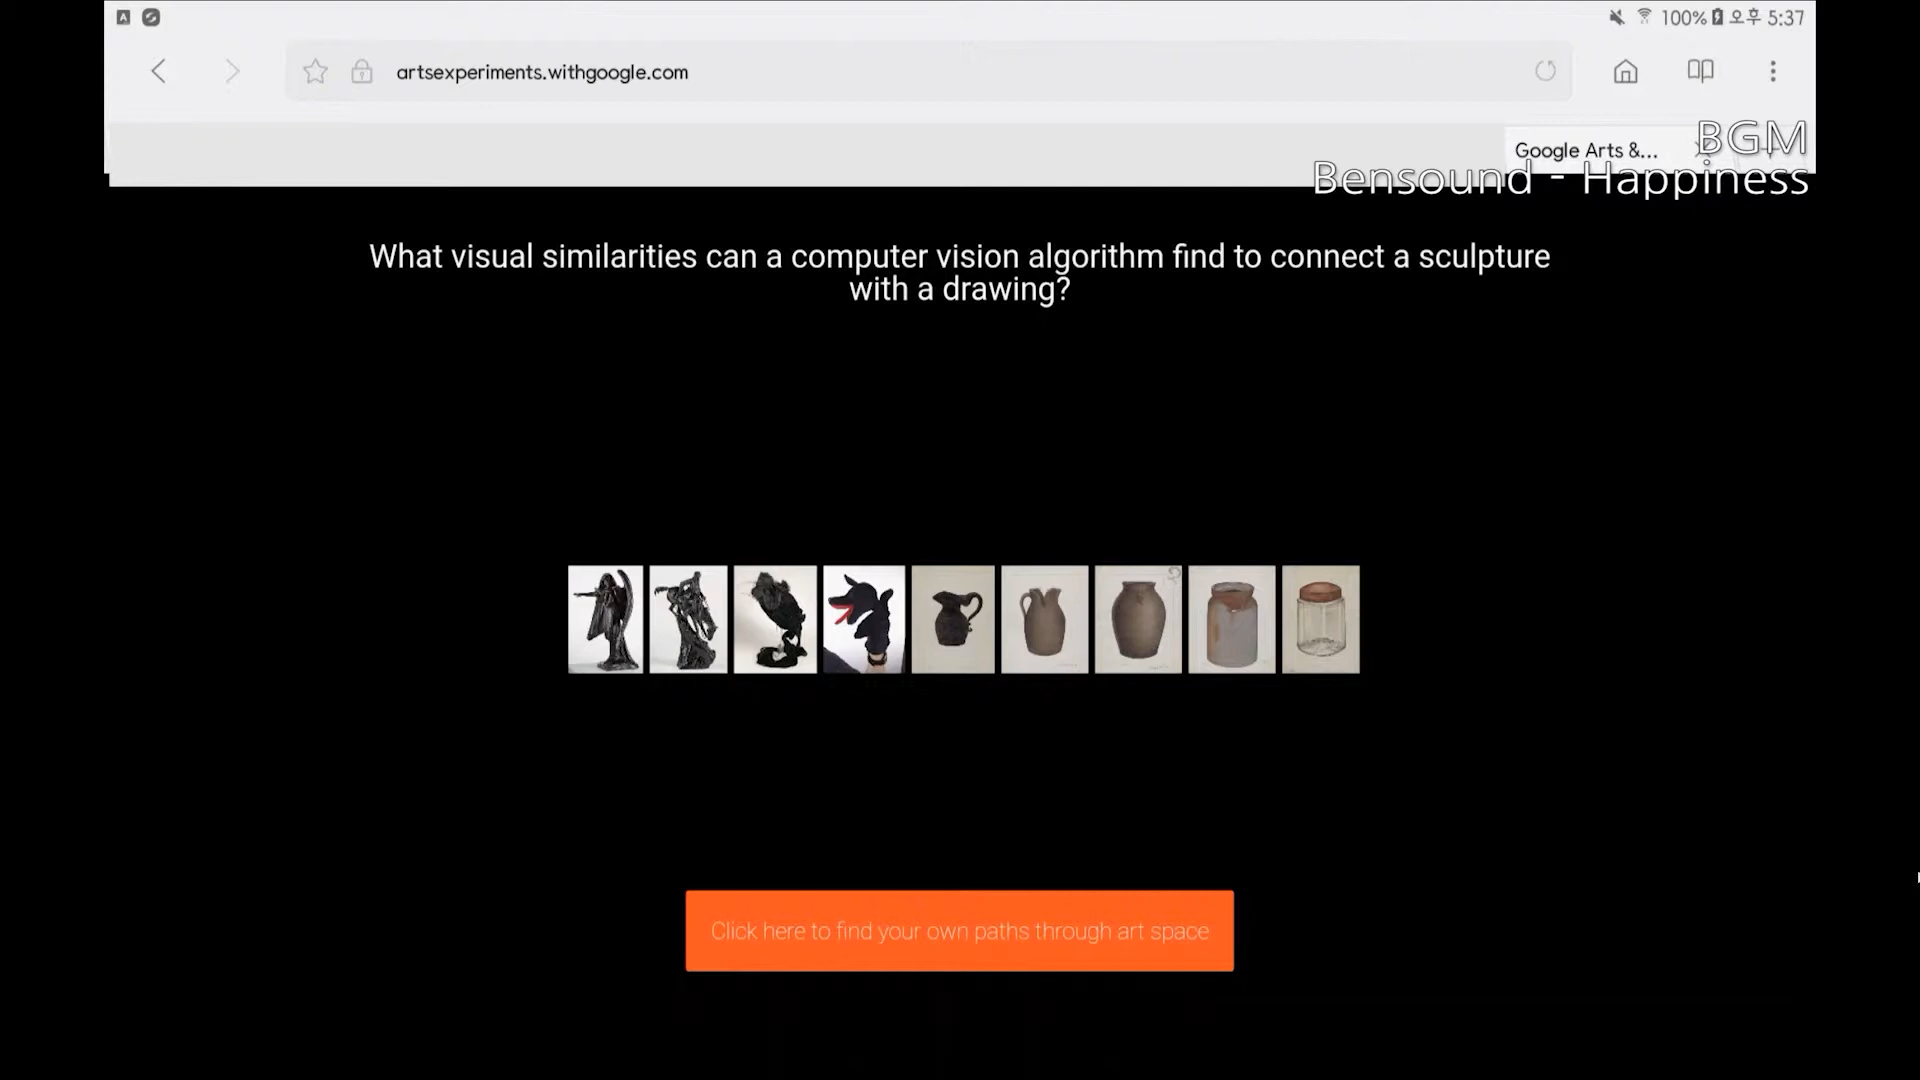 100% 오후 5:37
artsexperiments.withgoogle.com
Google Arts &...
BGM
Bensound - Happiness
What visual similarities can a computer vision algorithm find to connect a sculpture
with a drawing?
Click here to find your own paths through art space